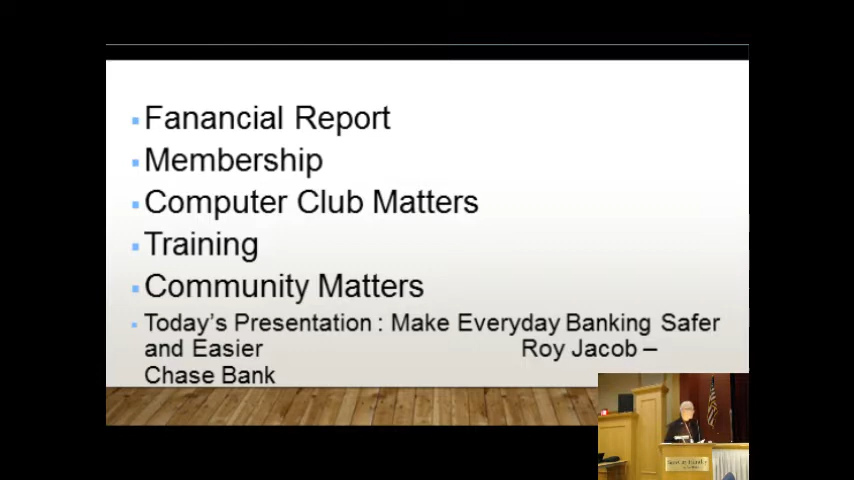 Fanancial Report
Membership
Computer Club Matters
Training
Community Matters
Today's Presentation : Make Everyday Banking Safer
and Easier Roy Jacob –
Chase Bank